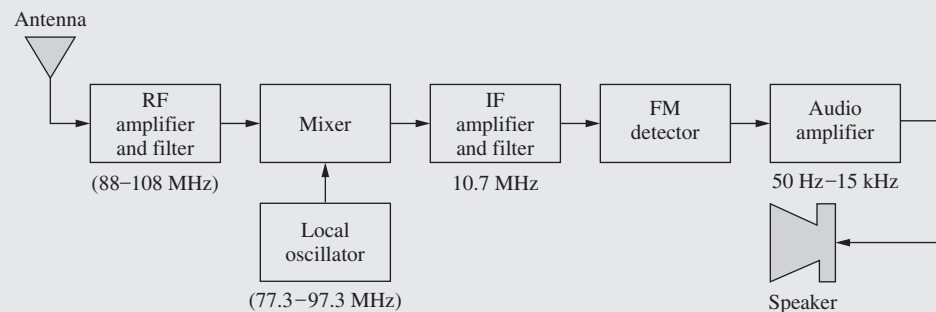 Antenna
RF
amplifier
and filter
(88–108 MHz)
Mixer
Local
oscillator
(77.3–97.3 MHz)
IF
amplifier
and filter
10.7 MHz
FM
detector
Audio
amplifier
50 Hz–15 kHz
Speaker